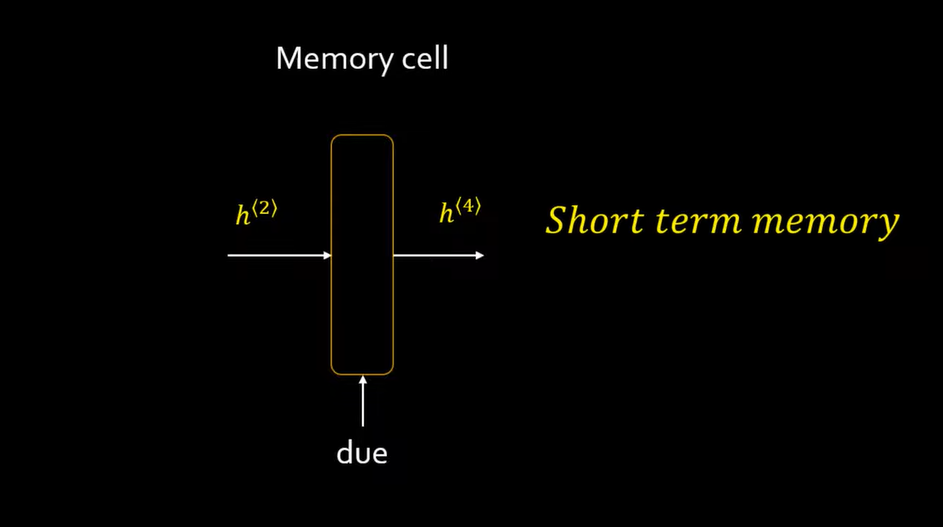 Memory cell
h⟨2⟩
h⟨4⟩
Short term memory
due